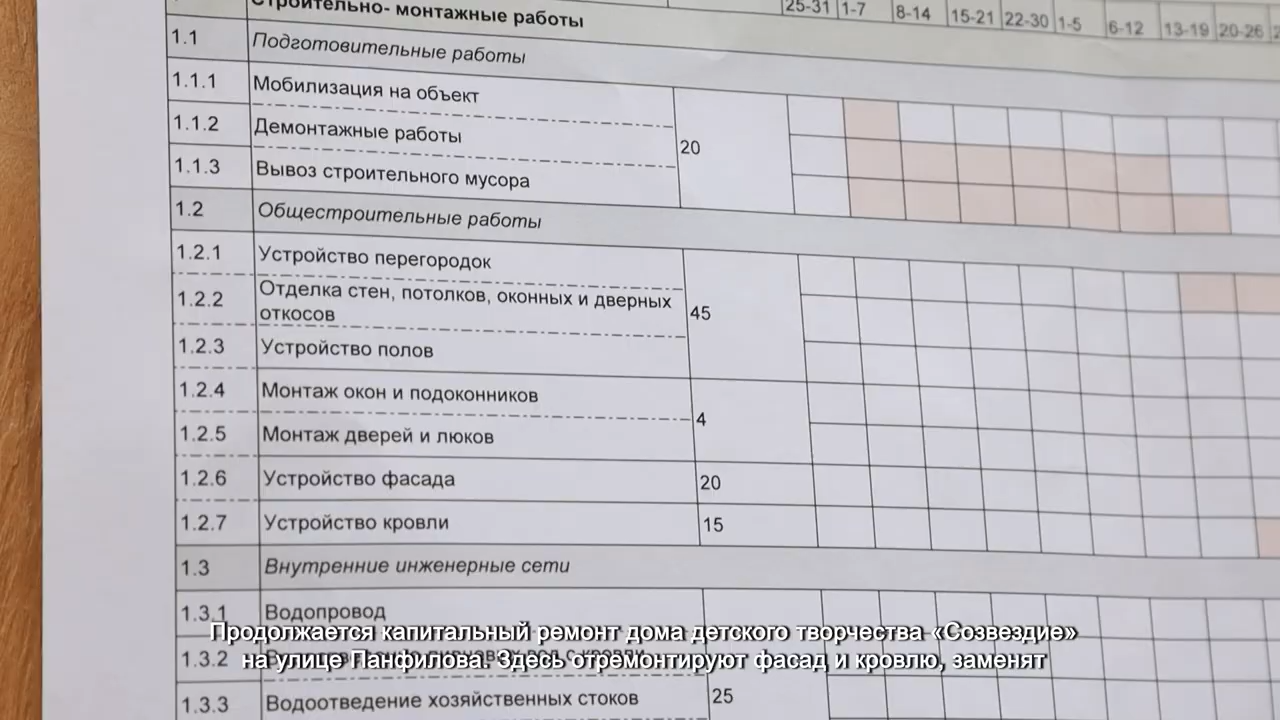 Строительно- монтажные работы
25-31 1-7 8-14 15-21 22-30 1-5 6-12 13-19 20-26
1.1 Подготовительные работы
1.1.1 Мобилизация на объект
1.1.2 Демонтажные работы
20
1.1.3 Вывоз строительного мусора
1.2 Общестроительные работы
1.2.1 Устройство перегородок
1.2.2 Отделка стен, потолков, оконных и дверных
откосов
45
1.2.3 Устройство полов
1.2.4 Монтаж окон и подоконников
4
1.2.5 Монтаж дверей и люков
1.2.6 Устройство фасада 20
1.2.7 Устройство кровли 15
1.3 Внутренние инженерные сети
1.3.1 Водопровод
1.3.2
1.3.3 Водоотведение хозяйственных стоков 25
Продолжается капитальный ремонт дома детского творчества «Созвездие»
на улице Панфилова. Здесь отремонтируют фасад и кровлю, заменят